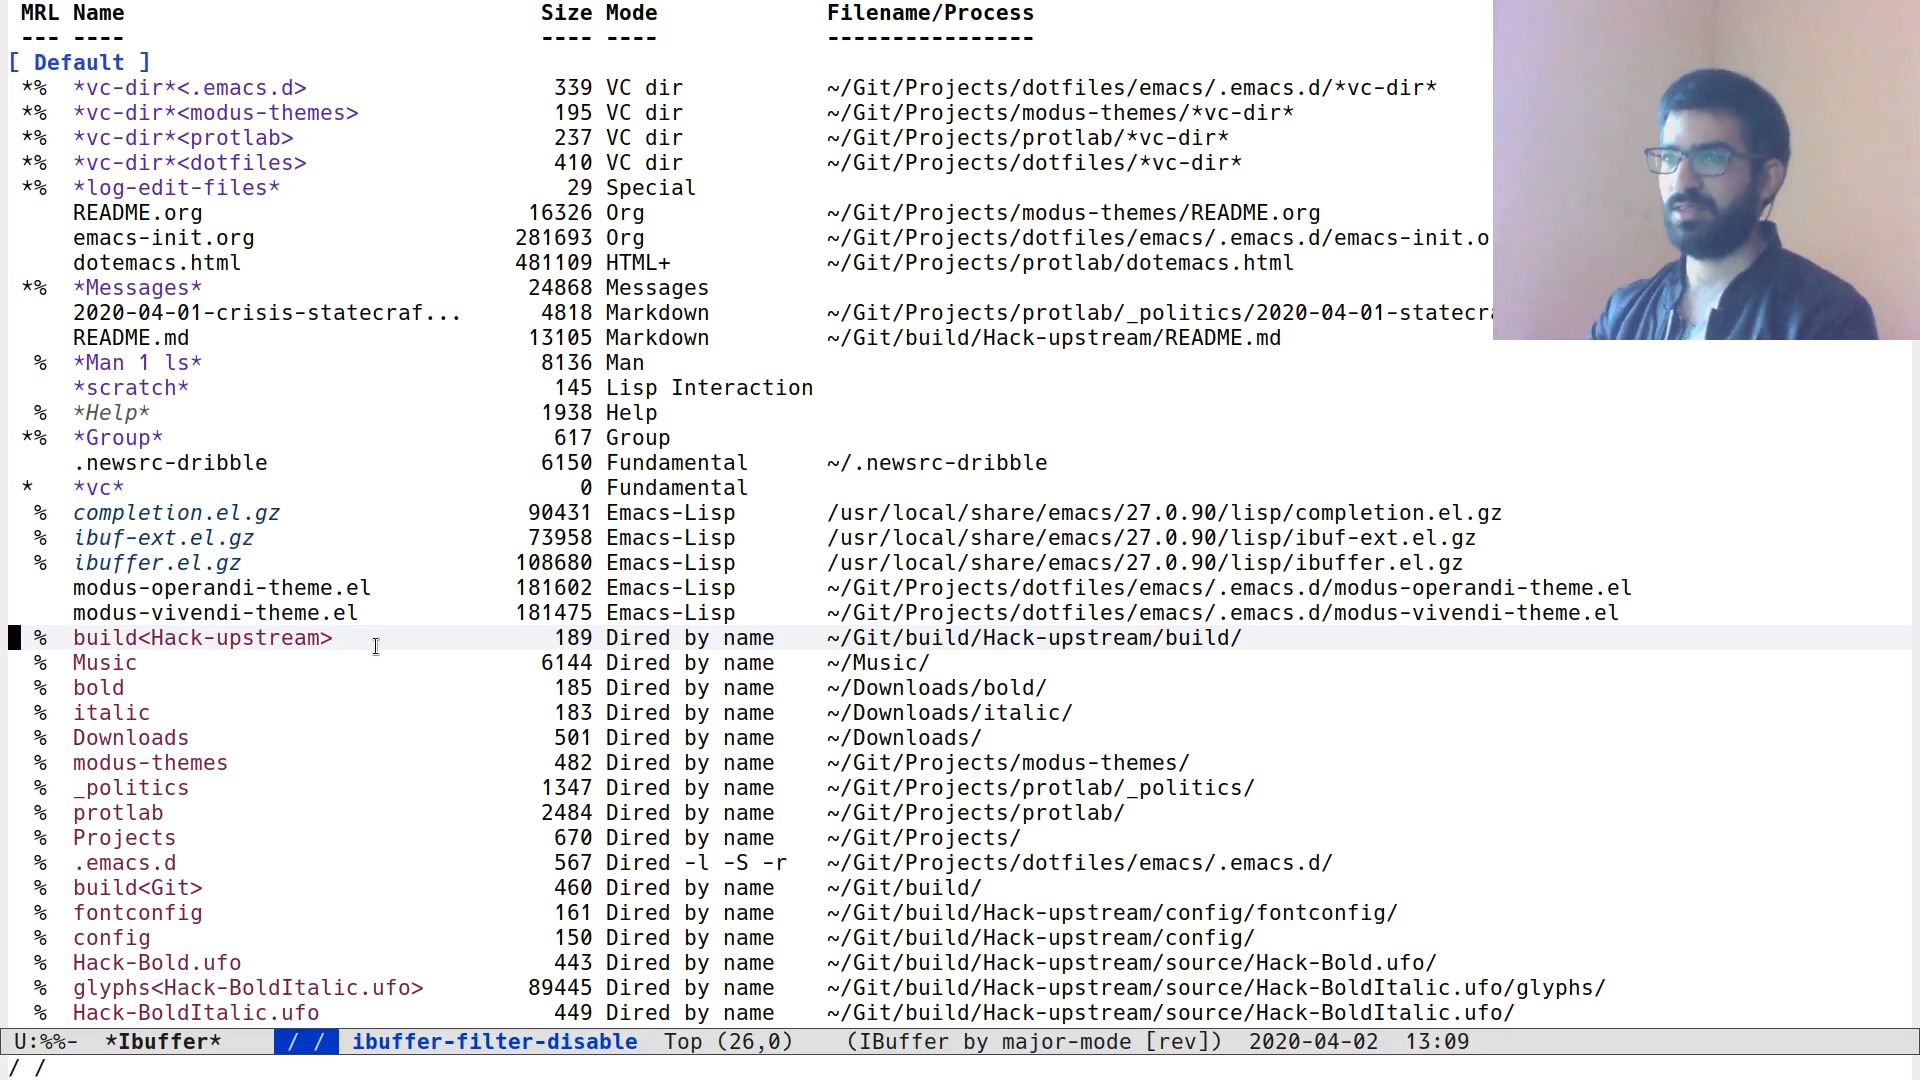 MRL Name Size Mode Filename/Process
--- ---- ---- ---- ----------------
[ Default ]
*% *vc-dir*<.emacs.d> 339 VC dir ~/Git/Projects/dotfiles/emacs/.emacs.d/*vc-dir*
*% *vc-dir*<modus-themes> 195 VC dir ~/Git/Projects/modus-themes/*vc-dir*
*% *vc-dir*<protlab> 237 VC dir ~/Git/Projects/protlab/*vc-dir*
*% *vc-dir*<dotfiles> 410 VC dir ~/Git/Projects/dotfiles/*vc-dir*
*% *log-edit-files* 29 Special
README.org 16326 Org ~/Git/Projects/modus-themes/README.org
emacs-init.org 281693 Org ~/Git/Projects/dotfiles/emacs/.emacs.d/emacs-init.o
dotemacs.html 481109 HTML+ ~/Git/Projects/protlab/dotemacs.html
*% *Messages* 24868 Messages
2020-04-01-crisis-statecraf... 4818 Markdown ~/Git/Projects/protlab/_politics/2020-04-01-statecra
README.md 13105 Markdown ~/Git/build/Hack-upstream/README.md
% *Man 1 ls* 8136 Man
*scratch* 145 Lisp Interaction
% *Help* 1938 Help
*% *Group* 617 Group
.newsrc-dribble 6150 Fundamental ~/.newsrc-dribble
* *vc* 0 Fundamental
% completion.el.gz 90431 Emacs-Lisp /usr/local/share/emacs/27.0.90/lisp/completion.el.gz
% ibuf-ext.el.gz 73958 Emacs-Lisp /usr/local/share/emacs/27.0.90/lisp/ibuf-ext.el.gz
% ibuffer.el.gz 108680 Emacs-Lisp /usr/local/share/emacs/27.0.90/lisp/ibuffer.el.gz
modus-operandi-theme.el 181602 Emacs-Lisp ~/Git/Projects/dotfiles/emacs/.emacs.d/modus-operandi-theme.el
modus-vivendi-theme.el 181475 Emacs-Lisp ~/Git/Projects/dotfiles/emacs/.emacs.d/modus-vivendi-theme.el
% build<Hack-upstream> 189 Dired by name ~/Git/build/Hack-upstream/build/
% Music 6144 Dired by name ~/Music/
% bold 185 Dired by name ~/Downloads/bold/
% italic 183 Dired by name ~/Downloads/italic/
% Downloads 501 Dired by name ~/Downloads/
% modus-themes 482 Dired by name ~/Git/Projects/modus-themes/
% _politics 1347 Dired by name ~/Git/Projects/protlab/_politics/
% protlab 2484 Dired by name ~/Git/Projects/protlab/
% Projects 670 Dired by name ~/Git/Projects/
% .emacs.d 567 Dired -l -S -r ~/Git/Projects/dotfiles/emacs/.emacs.d/
% build<Git> 460 Dired by name ~/Git/build/
% fontconfig 161 Dired by name ~/Git/build/Hack-upstream/config/fontconfig/
% config 150 Dired by name ~/Git/build/Hack-upstream/config/
% Hack-Bold.ufo 443 Dired by name ~/Git/build/Hack-upstream/source/Hack-Bold.ufo/
% glyphs<Hack-BoldItalic.ufo> 89445 Dired by name ~/Git/build/Hack-upstream/source/Hack-BoldItalic.ufo/glyphs/
% Hack-BoldItalic.ufo 449 Dired by name ~/Git/build/Hack-upstream/source/Hack-BoldItalic.ufo/
U:%%- *Ibuffer* / / ibuffer-filter-disable Top (26,0) (IBuffer by major-mode [rev]) 2020-04-02 13:09
/ /